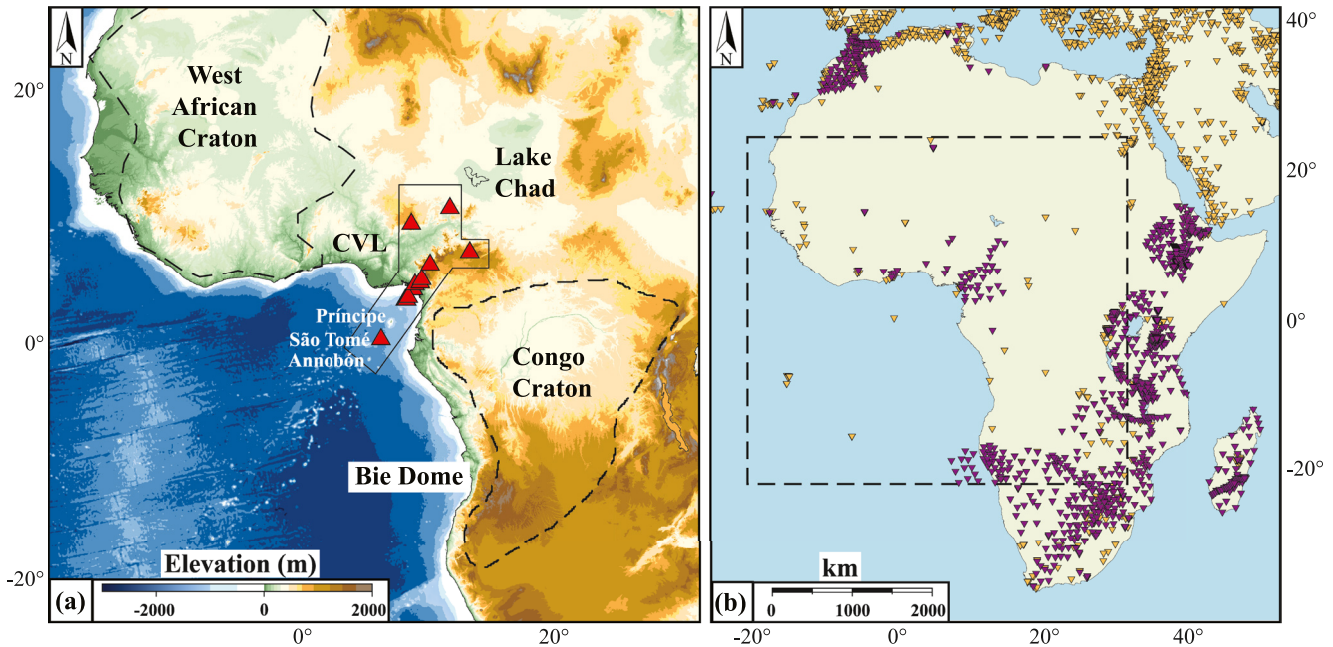 N
West
African
Craton
Lake
Chad
CVL
Príncipe
São Tomé
Annobón
Congo
Craton
Bie Dome
Elevation (m)
-2000
0
2000
(a)
20°
0°
-20°
0°
20°
N
40°
20°
0°
-20°
km
0
1000
2000
(b)
-20°
0°
20°
40°